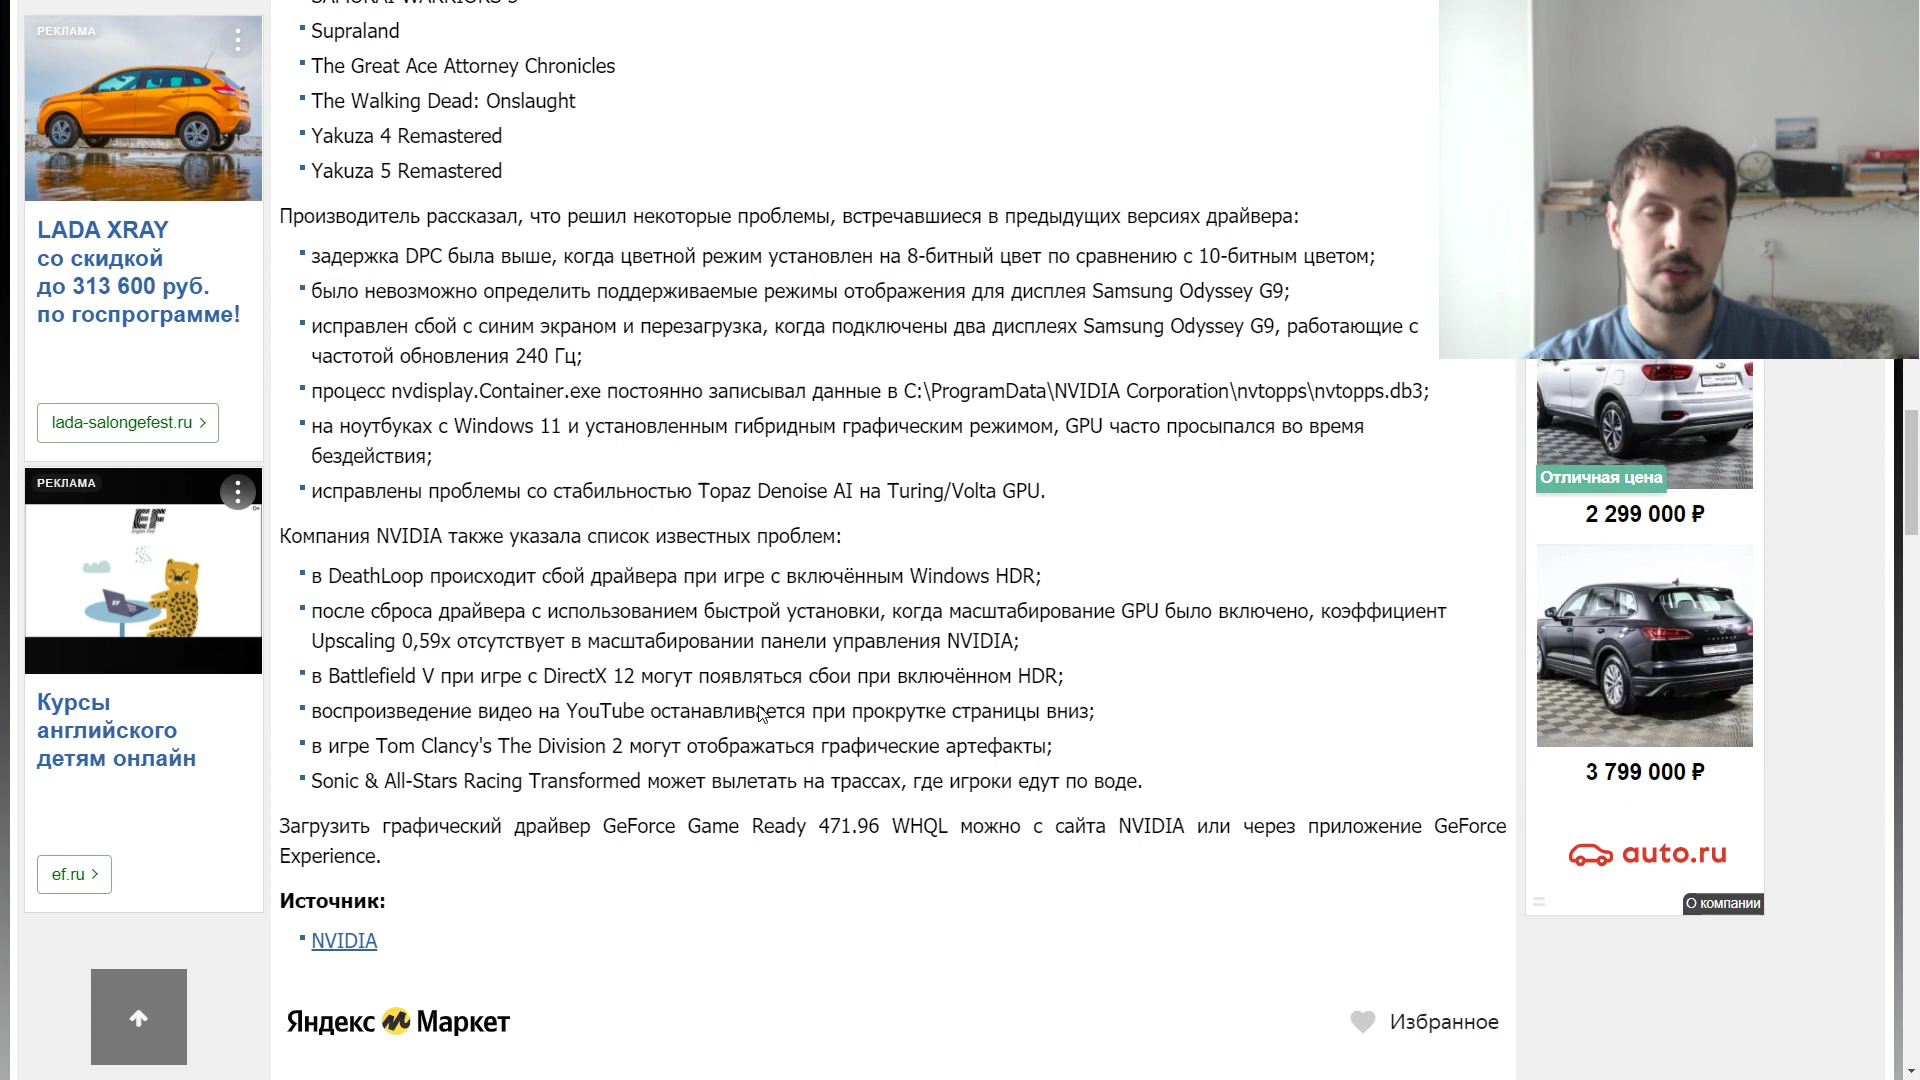 РЕКЛАМА
LADA XRAY
со скидкой
до 313 600 руб.
по госпрограмме!
lada-salongefest.ru
РЕКЛАМА
EF
Курсы
английского
детям онлайн
ef.ru
Supraland
The Great Ace Attorney Chronicles
The Walking Dead: Onslaught
Yakuza 4 Remastered
Yakuza 5 Remastered
Производитель рассказал, что решил некоторые проблемы, встречавшиеся в предыдущих версиях драйвера:
задержка DPC была выше, когда цветной режим установлен на 8-битный цвет по сравнению с 10-битным цветом;
было невозможно определить поддерживаемые режимы отображения для дисплея Samsung Odyssey G9;
исправлен сбой с синим экраном и перезагрузка, когда подключены два дисплеях Samsung Odyssey G9, работающие с
частотой обновления 240 Гц;
процесс nvdisplay.Container.exe постоянно записывал данные в C:\ProgramData\NVIDIA Corporation\nvtopps\nvtopps.db3;
на ноутбуках с Windows 11 и установленным гибридным графическим режимом, GPU часто просыпался во время
бездействия;
исправлены проблемы со стабильностью Topaz Denoise AI на Turing/Volta GPU.
Компания NVIDIA также указала список известных проблем:
в DeathLoop происходит сбой драйвера при игре с включённым Windows HDR;
после сброса драйвера с использованием быстрой установки, когда масштабирование GPU было включено, коэффициент
Upscaling 0,59x отсутствует в масштабировании панели управления NVIDIA;
в Battlefield V при игре с DirectX 12 могут появляться сбои при включённом HDR;
воспроизведение видео на YouTube останавливается при прокрутке страницы вниз;
в игре Tom Clancy's The Division 2 могут отображаться графические артефакты;
Sonic & All-Stars Racing Transformed может вылетать на трассах, где игроки едут по воде.
Загрузить графический драйвер GeForce Game Ready 471.96 WHQL можно с сайта NVIDIA или через приложение GeForce
Experience.
Источник:
NVIDIA
Яндекс Маркет
Избранное
Отличная цена
2 299 000 ₽
3 799 000 ₽
auto.ru
О компании